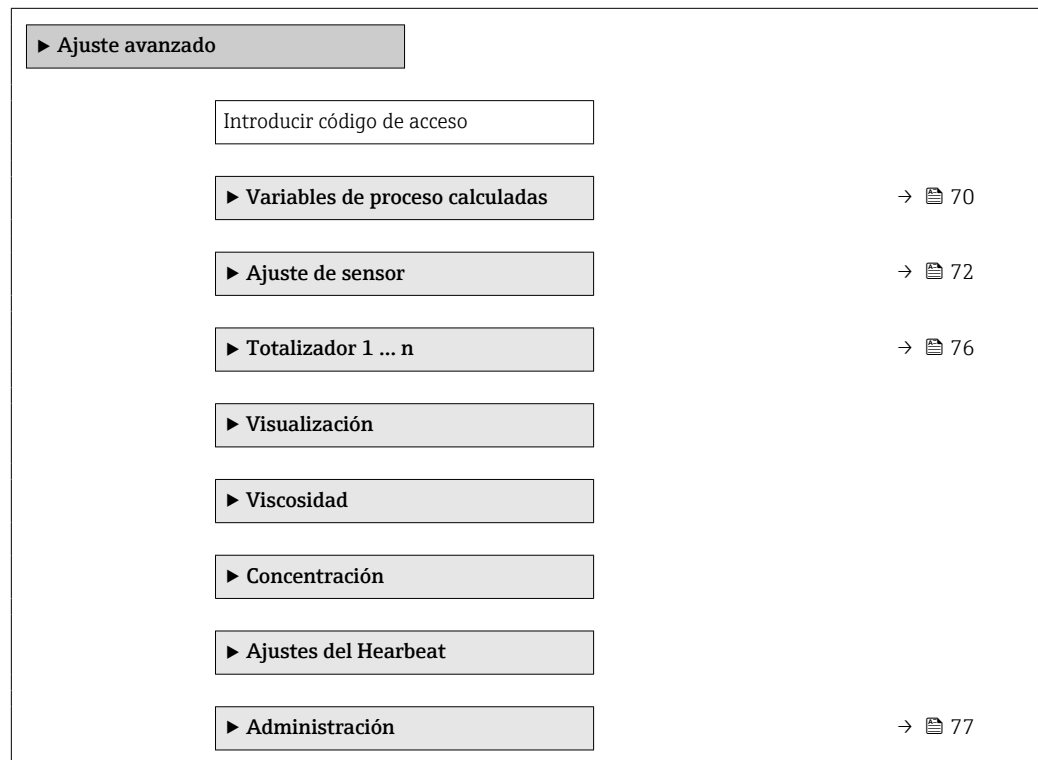 ▶ Ajuste avanzado
Introducir código de acceso
▶ Variables de proceso calculadas → 70
▶ Ajuste de sensor → 72
▶ Totalizador 1 … n → 76
▶ Visualización
▶ Viscosidad
▶ Concentración
▶ Ajustes del Hearbeat
▶ Administración → 77